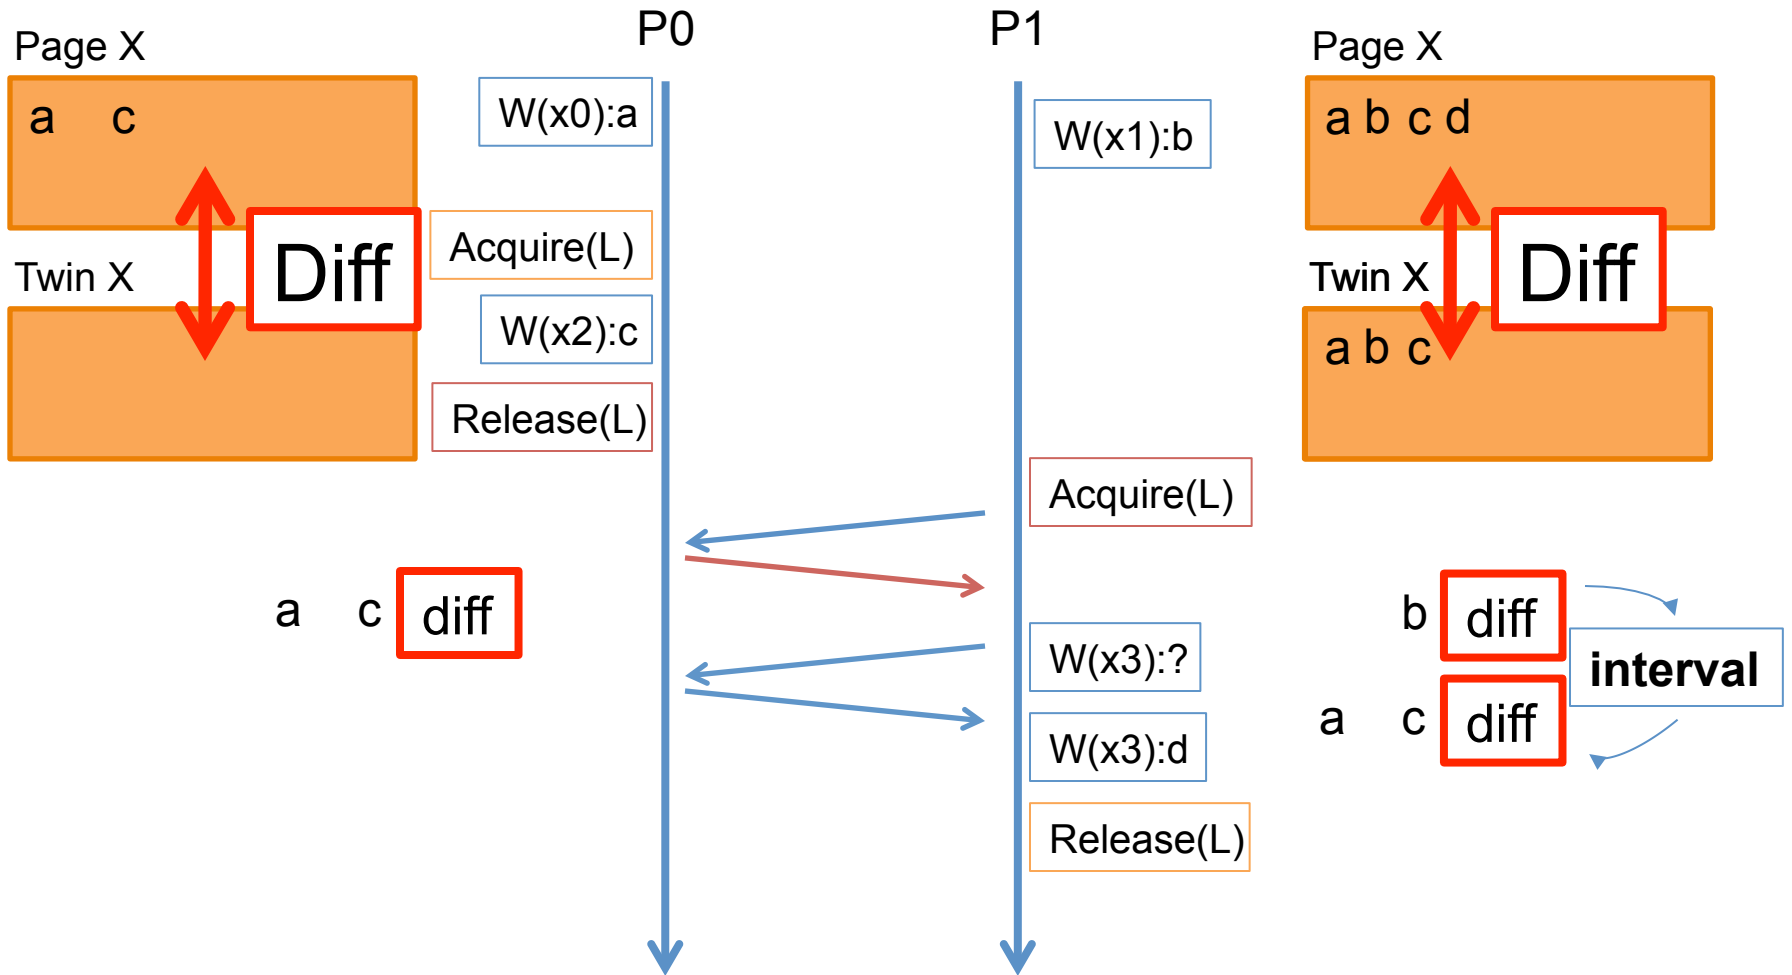 P0
P1
Page X
a c
Diff
Twin X
W(x0):a
Acquire(L)
W(x2):c
Release(L)
a c diff
W(x1):b
Acquire(L)
W(x3):?
W(x3):d
Release(L)
Page X
a b c d
Diff
Twin X
a b c
b diff
interval
a c diff